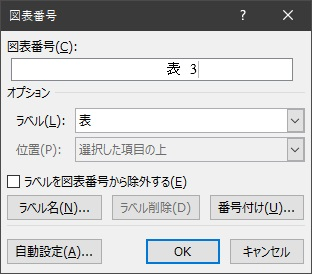 図表番号
?
図表番号(C):
表 3
オプション
ラベル(L): 表
位置(P): 選択した項目の上
ラベルを図表番号から除外する(E)
ラベル名(N)... ラベル削除(D) 番号付け(U)...
自動設定(A)... OK キャンセル